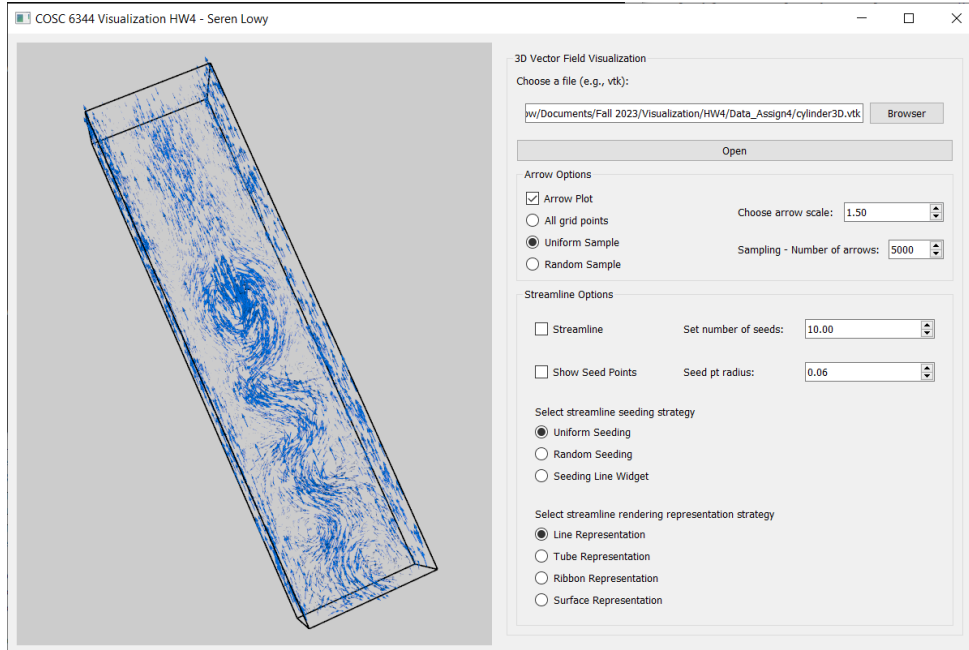 COSC 6344 Visualization HW4 - Seren Lowy
3D Vector Field Visualization
Choose a file (e.g., vtk):
ow/Documents/Fall 2023/Visualization/HW4/Data_Assign4/cylinder3D.vtk
Browser
Open
Arrow Options
Arrow Plot
All grid points
Uniform Sample
Random Sample
Choose arrow scale: 1.50
Sampling - Number of arrows: 5000
Streamline Options
Streamline
Set number of seeds: 10.00
Show Seed Points
Seed pt radius: 0.06
Select streamline seeding strategy
Uniform Seeding
Random Seeding
Seeding Line Widget
Select streamline rendering representation strategy
Line Representation
Tube Representation
Ribbon Representation
Surface Representation